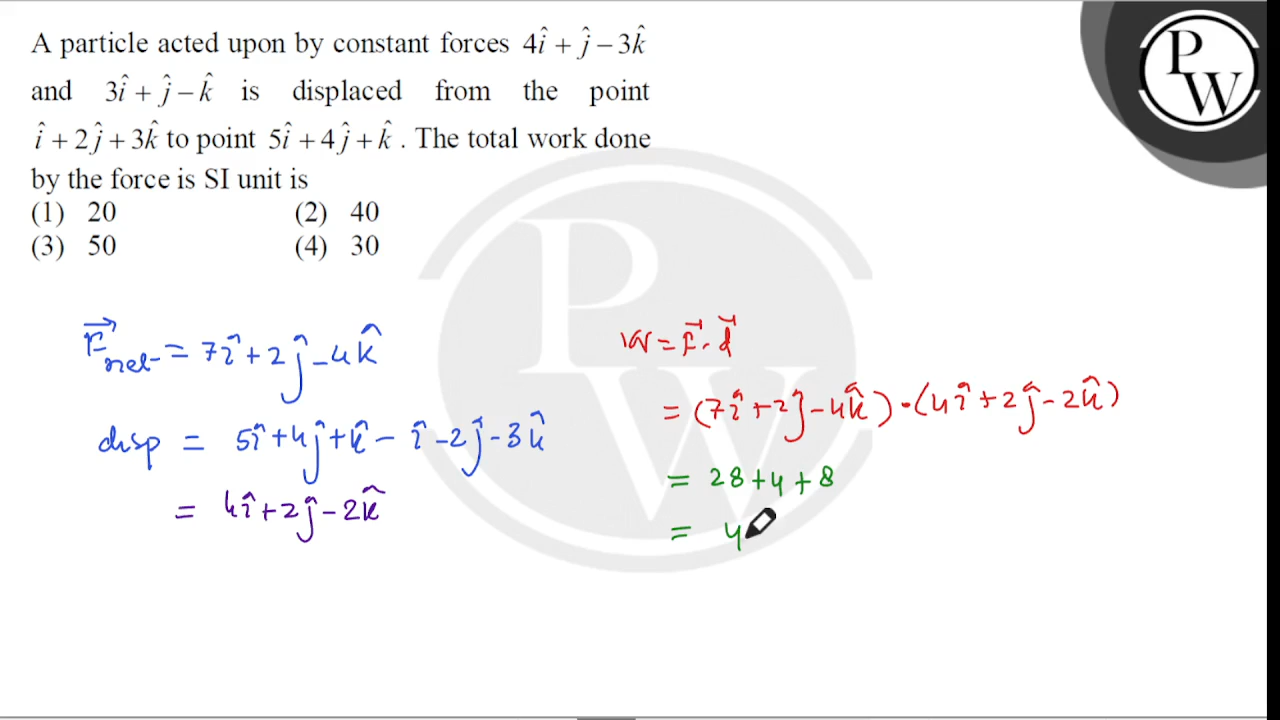 A particle acted upon by constant forces 4î + ĵ − 3k̂
and 3î + ĵ − k̂ is displaced from the point
î + 2ĵ + 3k̂ to point 5î + 4ĵ + k̂ . The total work done
by the force is SI unit is
(1) 20 (2) 40
(3) 50 (4) 30
PW
F⃗net = 7î + 2ĵ − 4k̂
disp = 5î + 4ĵ + k̂ − î − 2ĵ − 3k̂
= 4î + 2ĵ − 2k̂
W = F⃗ . d⃗
= (7î + 2ĵ − 4k̂) . (4î + 2ĵ − 2k̂)
= 28 + 4 + 8
= 4
PW